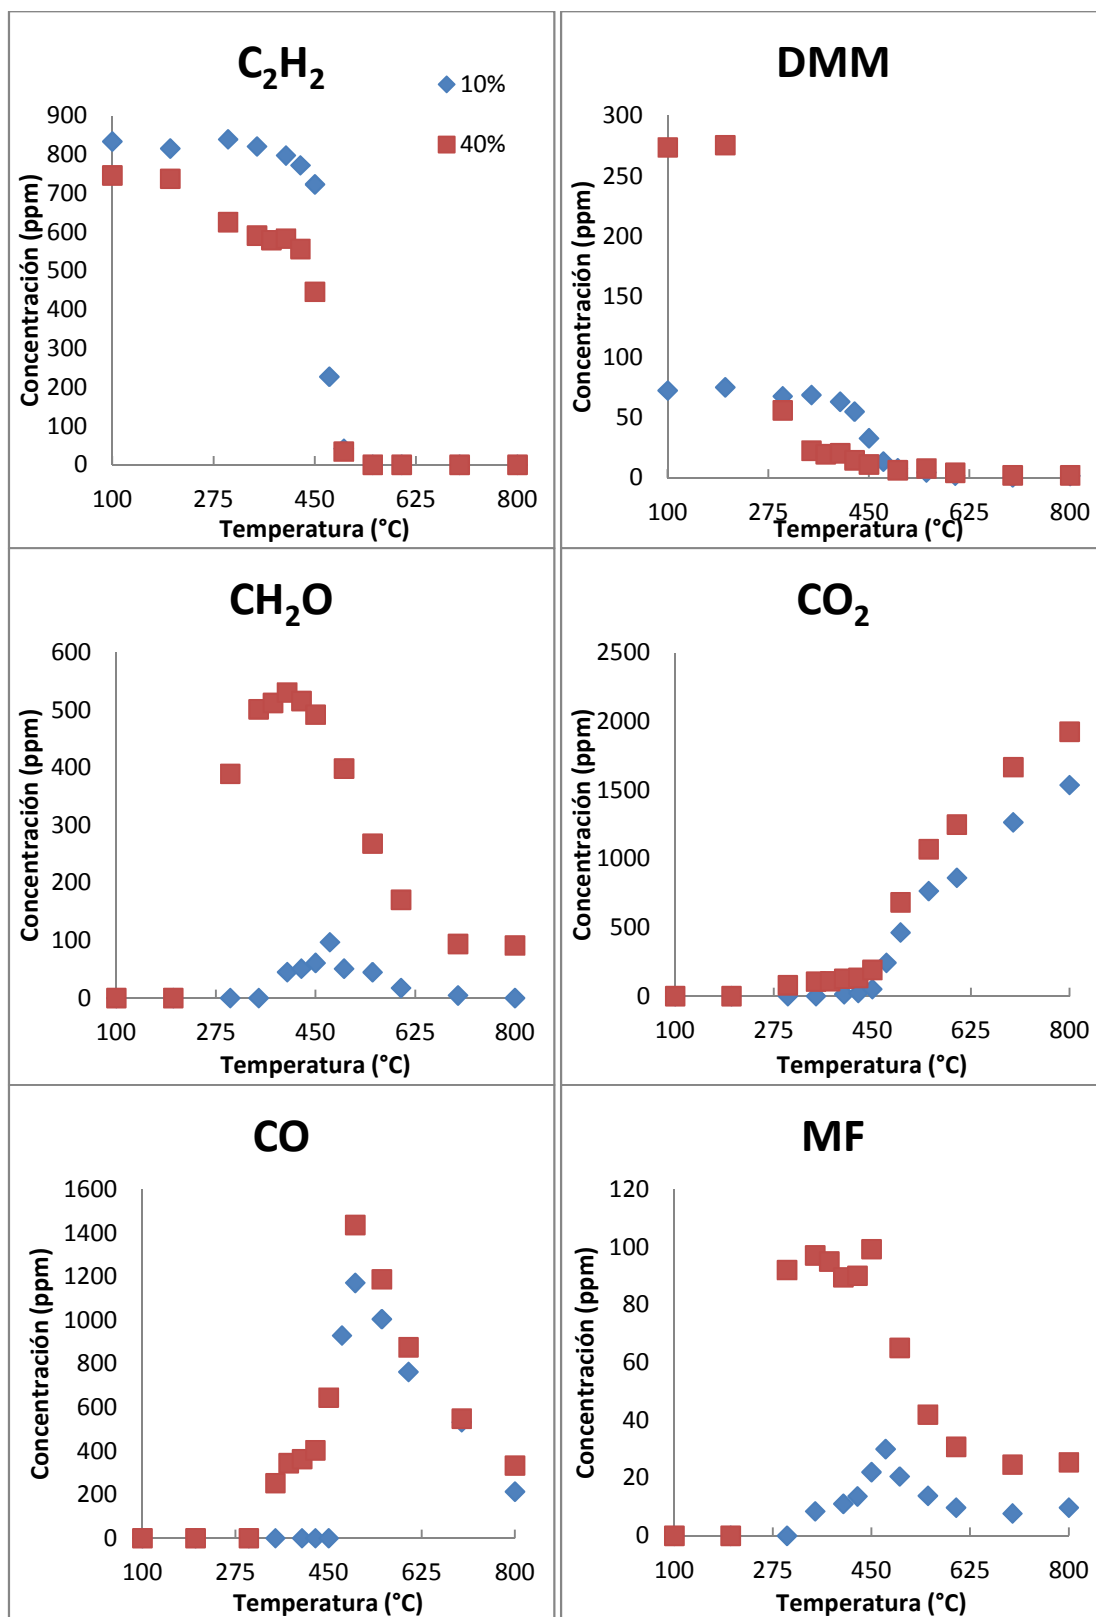 C₂H₂
10%
40%
Concentración (ppm)
900
800
700
600
500
400
300
200
100
0
100 275 450 625 800
Temperatura (°C)
DMM
Concentración (ppm)
300
250
200
150
100
50
0
100 275 450 625 800
Temperatura (°C)
CH₂O
Concentración (ppm)
600
500
400
300
200
100
0
100 275 450 625 800
Temperatura (°C)
CO₂
Concentración (ppm)
2500
2000
1500
1000
500
0
100 275 450 625 800
Temperatura (°C)
CO
Concentración (ppm)
1600
1400
1200
1000
800
600
400
200
0
100 275 450 625 800
Temperatura (°C)
MF
Concentración (ppm)
120
100
80
60
40
20
0
100 275 450 625 800
Temperatura (°C)